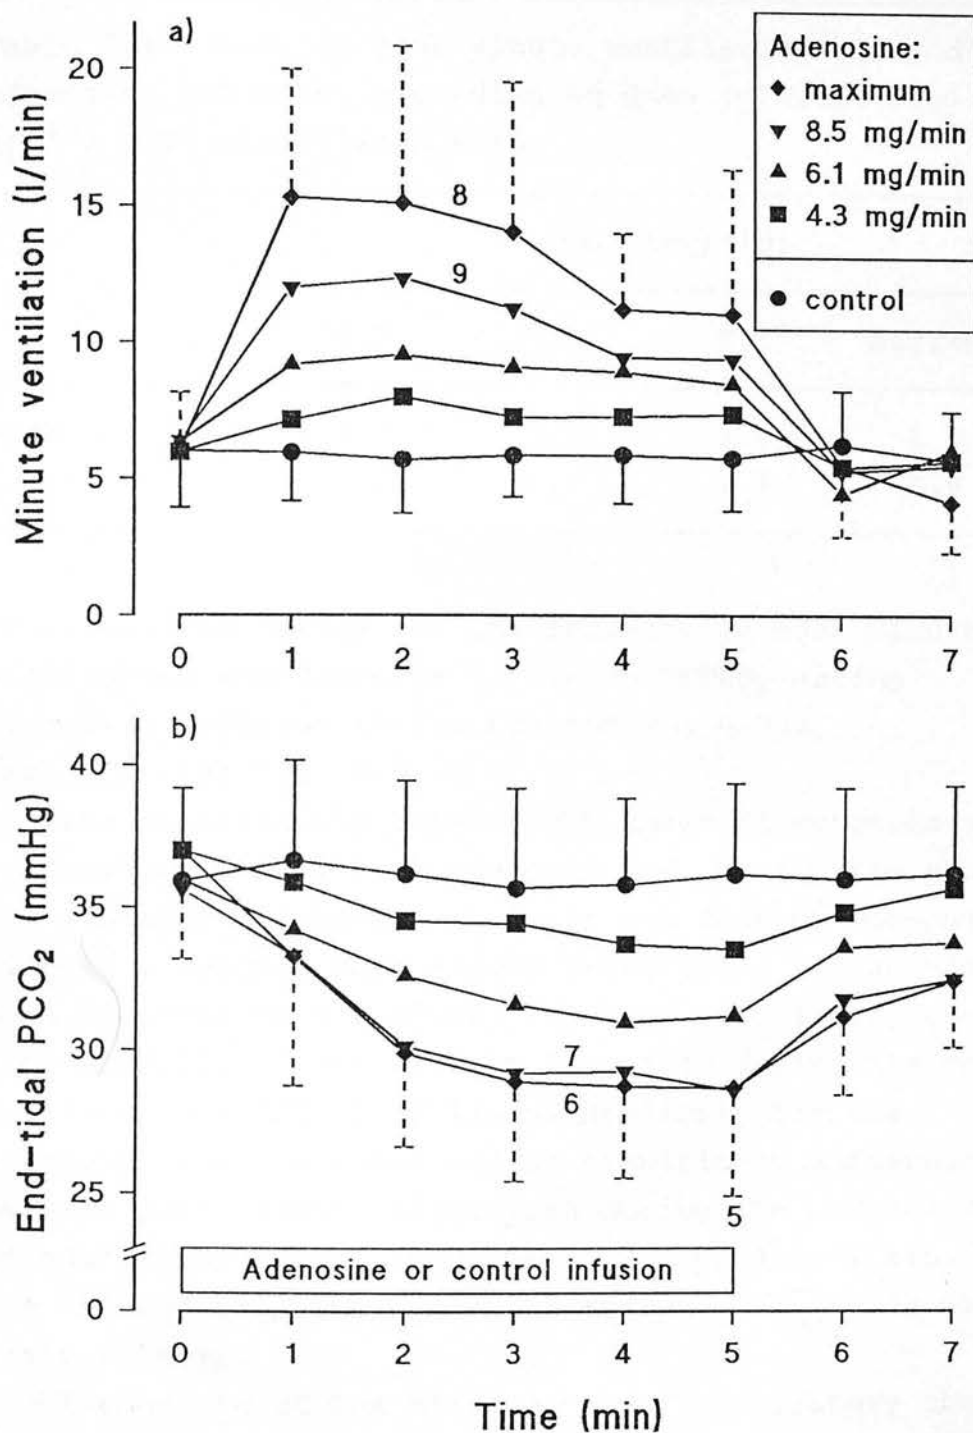 a)
Minute ventilation (l/min)
20
15
10
5
0
8
9
Adenosine:
maximum
8.5 mg/min
6.1 mg/min
4.3 mg/min
control
0 1 2 3 4 5 6 7
b)
End-tidal PCO₂ (mmHg)
40
35
30
25
0
7
6
5
Adenosine or control infusion
0 1 2 3 4 5 6 7
Time (min)